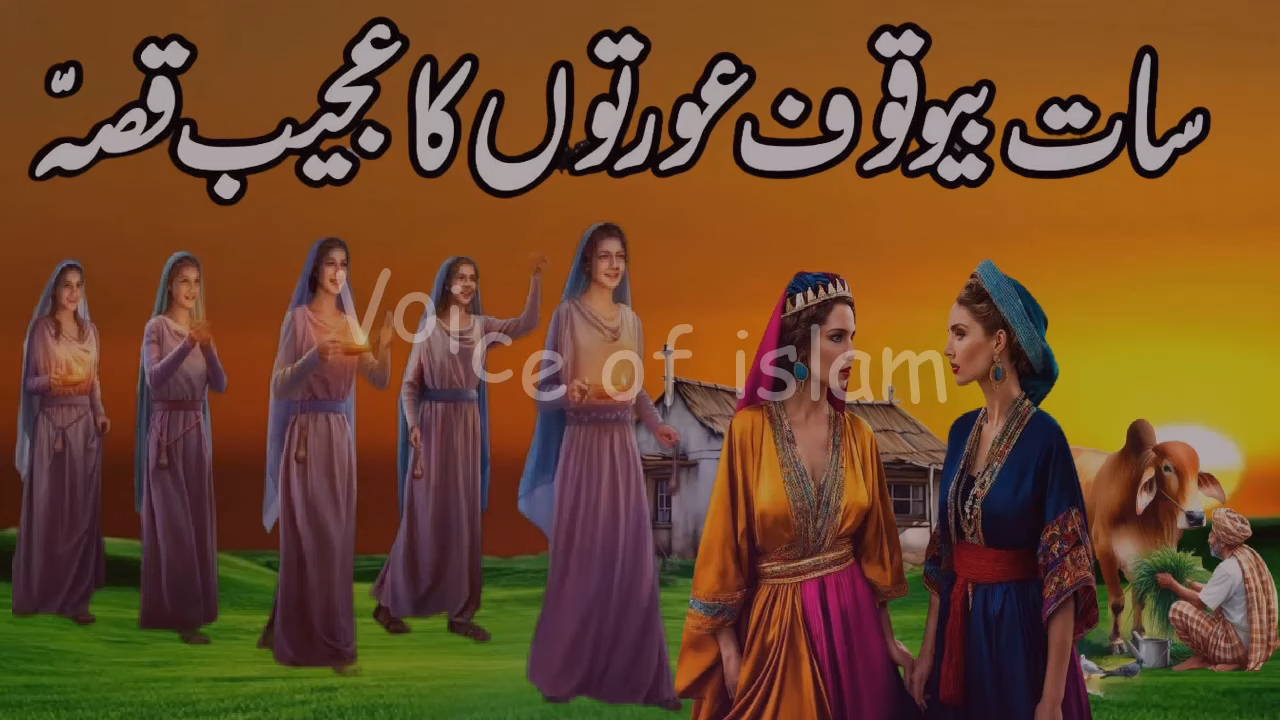 سات بیوقوف عورتوں کا عجیب قصہّ
Voice of islam